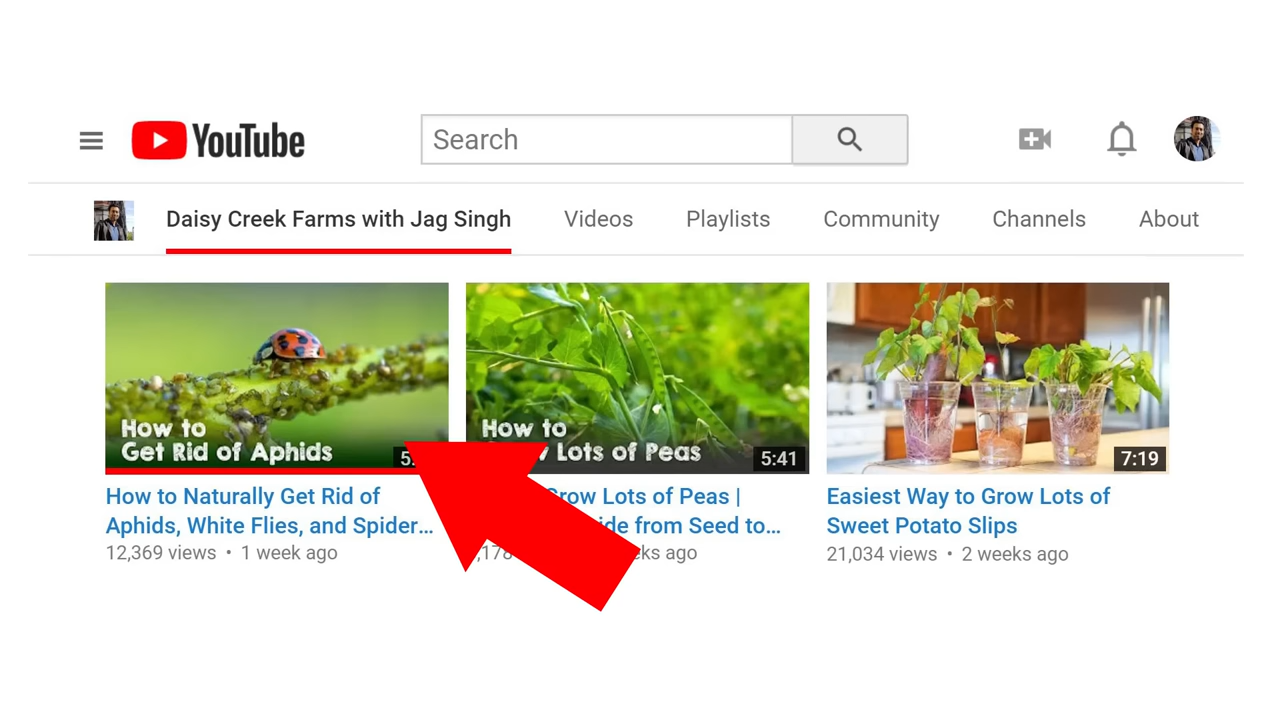 YouTube
Search
Daisy Creek Farms with Jag Singh
Videos
Playlists
Community
Channels
About
How to
Get Rid of Aphids
How to
Lots of Peas
5:41
7:19
How to Naturally Get Rid of
Aphids, White Flies, and Spider...
12,369 views • 1 week ago
Grow Lots of Peas |
from Seed to...
ago
Easiest Way to Grow Lots of
Sweet Potato Slips
21,034 views • 2 weeks ago